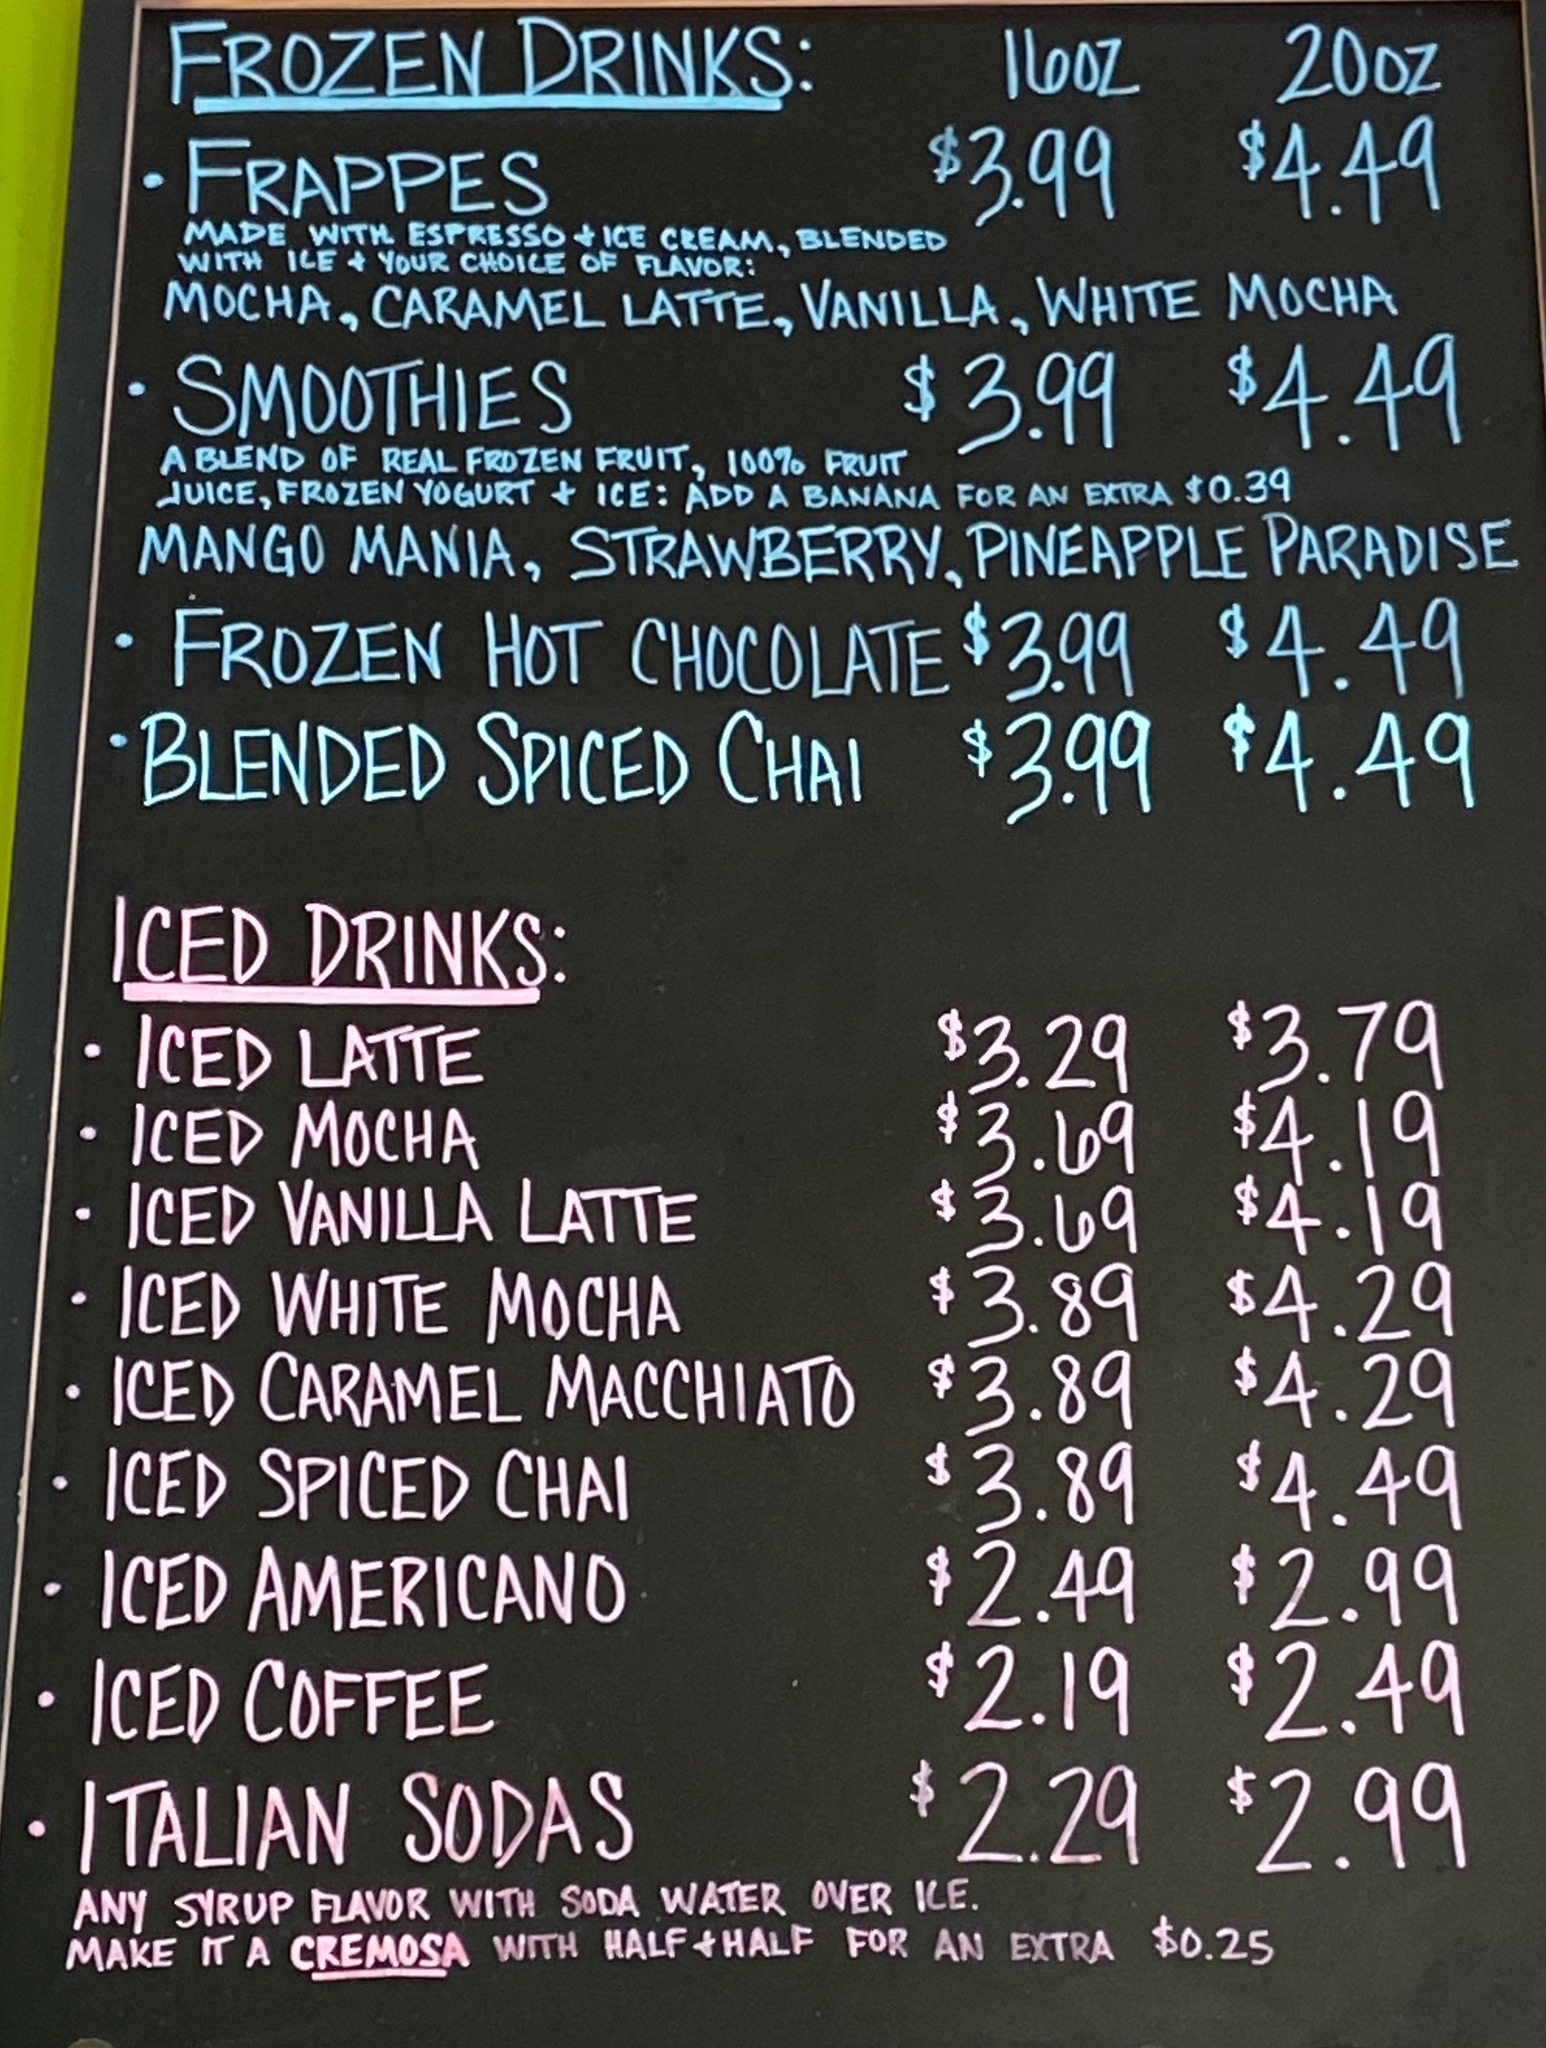 FROZEN DRINKS: 16OZ 20OZ
• FRAPPES $3.99 $4.49
MADE WITH ESPRESSO + ICE CREAM, BLENDED
WITH ICE + YOUR CHOICE OF FLAVOR:
MOCHA, CARAMEL LATTE, VANILLA, WHITE MOCHA
• SMOOTHIES $3.99 $4.49
A BLEND OF REAL FROZEN FRUIT, 100% FRUIT
JUICE, FROZEN YOGURT + ICE: ADD A BANANA FOR AN EXTRA $0.39
MANGO MANIA, STRAWBERRY, PINEAPPLE PARADISE
• FROZEN HOT CHOCOLATE $3.99 $4.49
• BLENDED SPICED CHAI $3.99 $4.49
ICED DRINKS:
• ICED LATTE $3.29 $3.79
• ICED MOCHA $3.69 $4.19
• ICED VANILLA LATTE $3.69 $4.19
• ICED WHITE MOCHA $3.89 $4.29
• ICED CARAMEL MACCHIATO $3.89 $4.29
• ICED SPICED CHAI $3.89 $4.49
• ICED AMERICANO $2.49 $2.99
• ICED COFFEE $2.19 $2.49
• ITALIAN SODAS $2.29 $2.99
ANY SYRUP FLAVOR WITH SODA WATER OVER ICE.
MAKE IT A CREMOSA WITH HALF + HALF FOR AN EXTRA $0.25